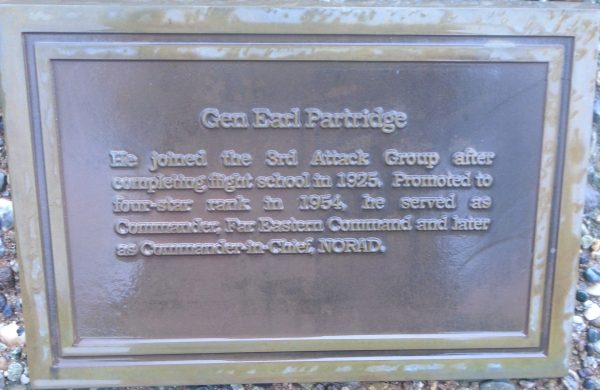 Gen Earl Partridge
He joined the 3rd Attack Group after
completing flight school in 1925. Promoted to
four-star rank in 1954, he served as
Commander, Far Eastern Command and later
as Commander-in-Chief, NORAD.